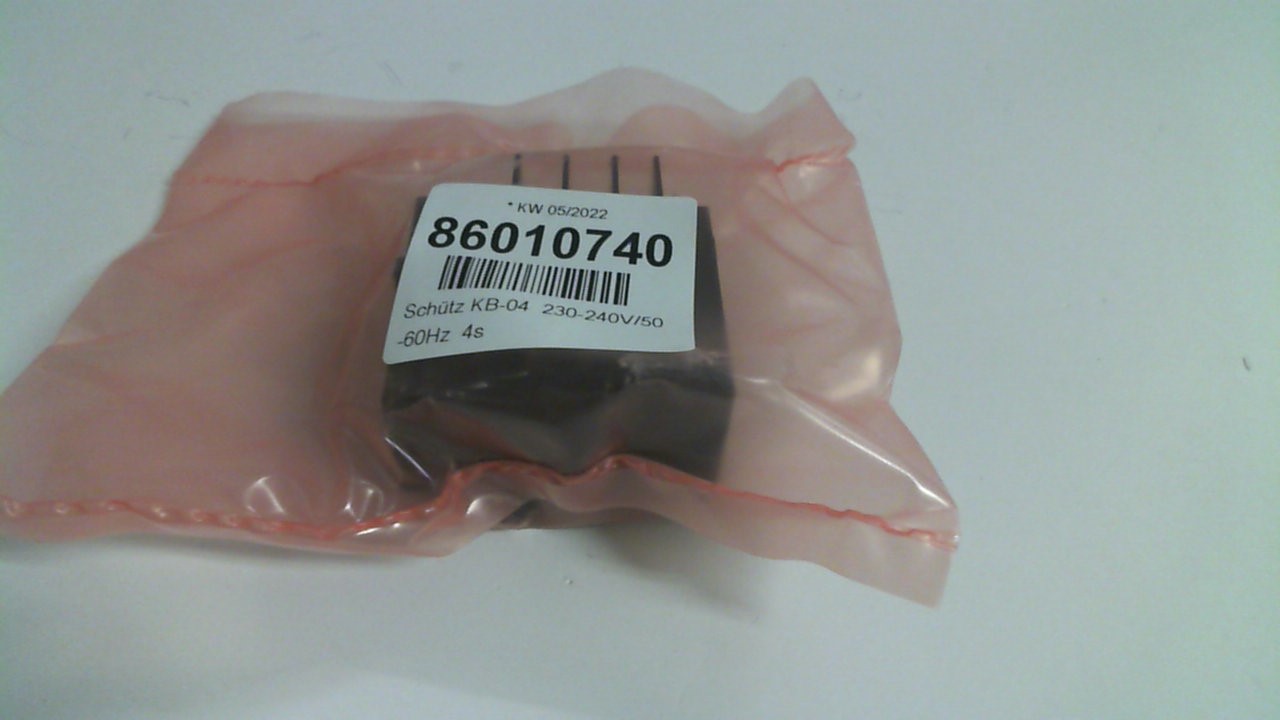 * KW 05/2022
86010740
Schütz KB-04 230-240V/50
-60Hz 4s